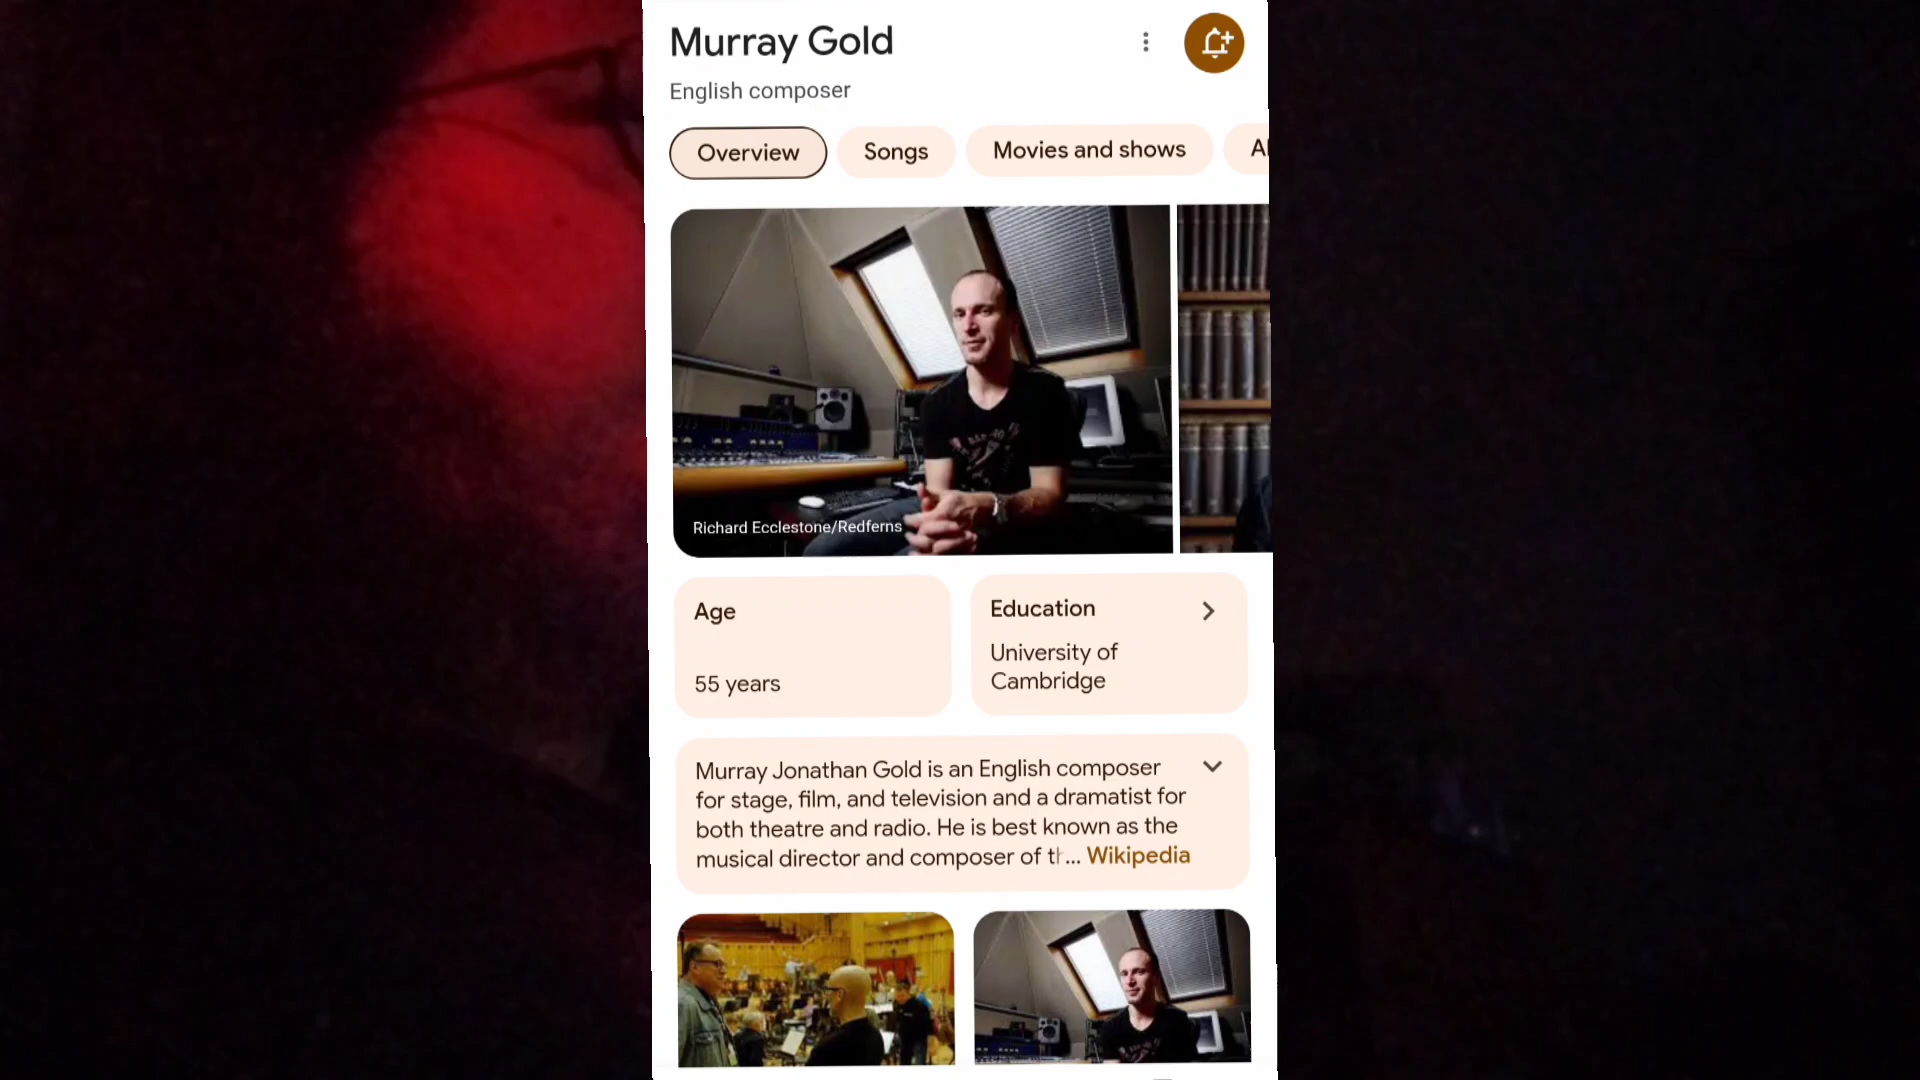 Murray Gold
English composer
Overview
Songs
Movies and shows
Richard Ecclestone/Redferns
Age
55 years
Education
University of
Cambridge
Murray Jonathan Gold is an English composer
for stage, film, and television and a dramatist for
both theatre and radio. He is best known as the
musical director and composer of th... Wikipedia